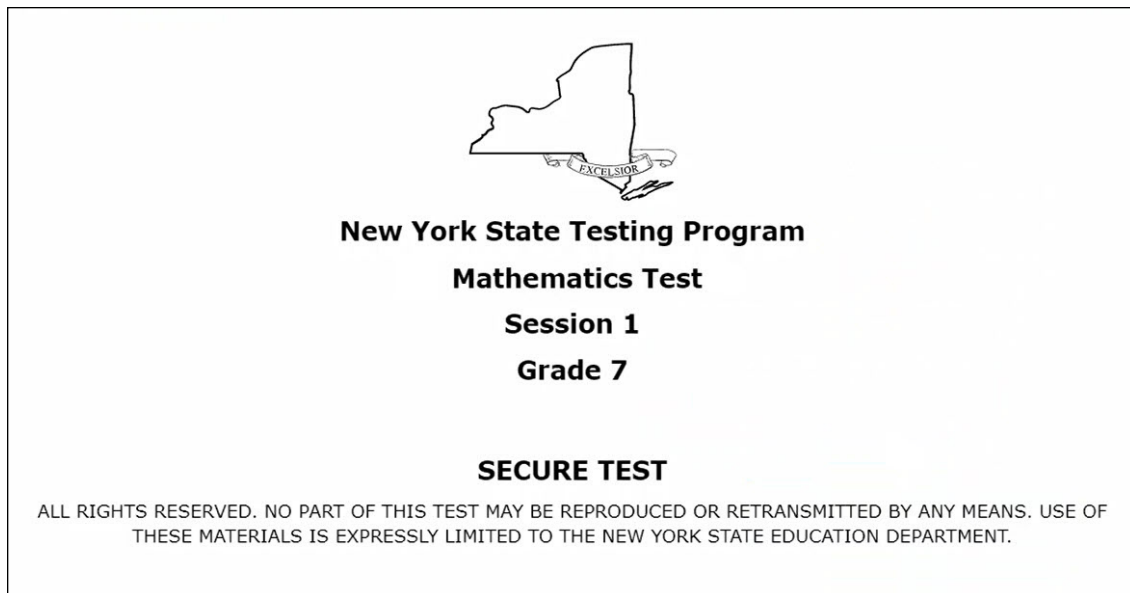 EXCELSIOR
New York State Testing Program
Mathematics Test
Session 1
Grade 7
SECURE TEST
ALL RIGHTS RESERVED. NO PART OF THIS TEST MAY BE REPRODUCED OR RETRANSMITTED BY ANY MEANS. USE OF
THESE MATERIALS IS EXPRESSLY LIMITED TO THE NEW YORK STATE EDUCATION DEPARTMENT.